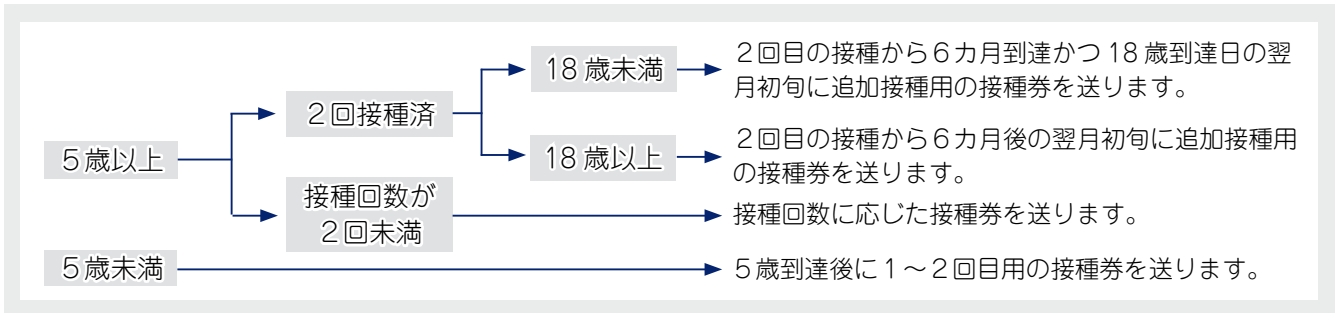 5歳以上
2回接種済
18歳未満
2回目の接種から6カ月到達かつ18歳到達日の翌
月初旬に追加接種用の接種券を送ります。
18歳以上
2回目の接種から6カ月後の翌月初旬に追加接種用
の接種券を送ります。
接種回数が
2回未満
接種回数に応じた接種券を送ります。
5歳未満
5歳到達後に1~2回目用の接種券を送ります。